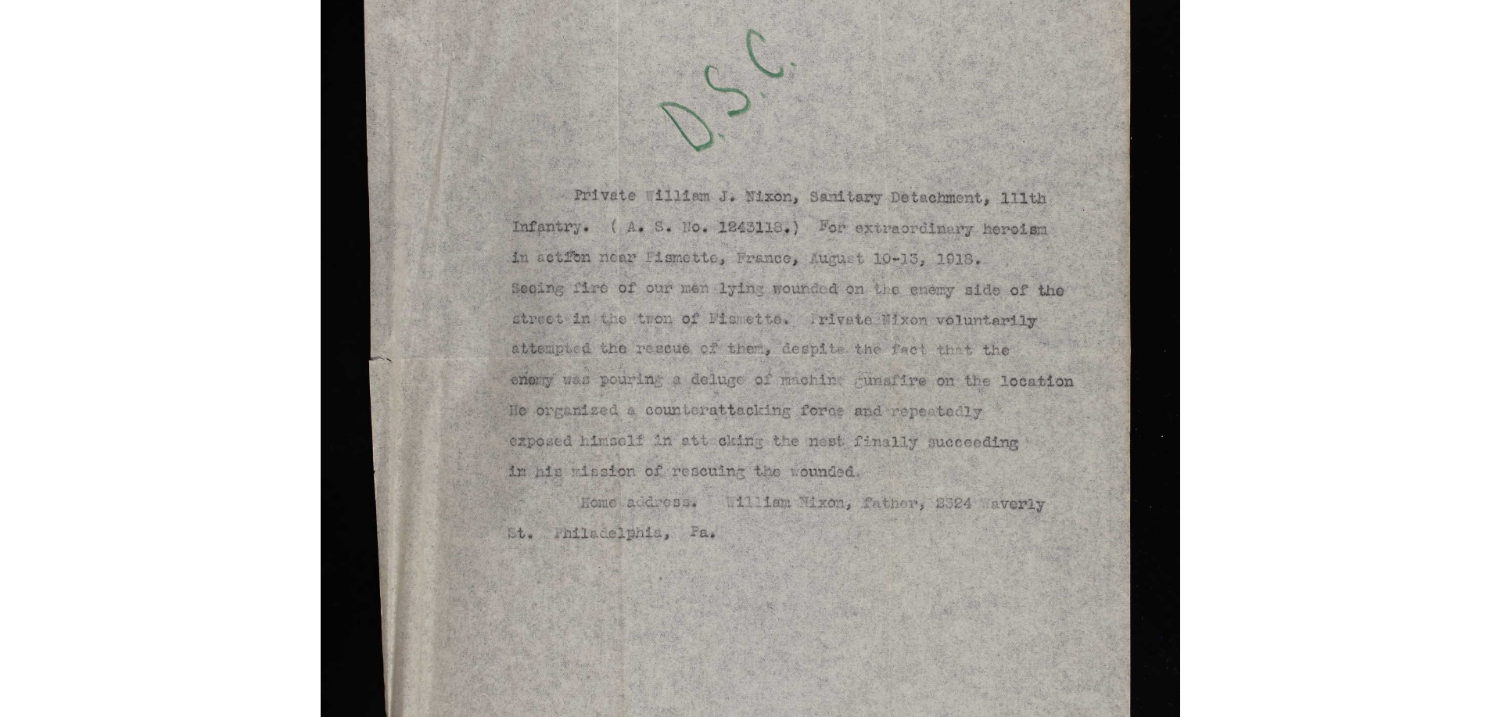 D.S.C.
Private William J. Nixon, Sanitary Detachment, 111th
Infantry. ( A. S. No. 1243118.) For extraordinary heroism
in action near Fismette, France, August 10-13, 1918.
Seeing fire of our men lying wounded on the enemy side of the
street in the twon of Fismette. Private Nixon voluntarily
attempted the rescue of them, despite the fact that the
enemy was pouring a deluge of machine gunsfire on the location
He organized a counterattacking force and repeatedly
exposed himself in attacking the nest finally succeeding
in his mission of rescuing the wounded.
Home address. William Nixon, father, 2324 Waverly
St. Philadelphia, Pa.